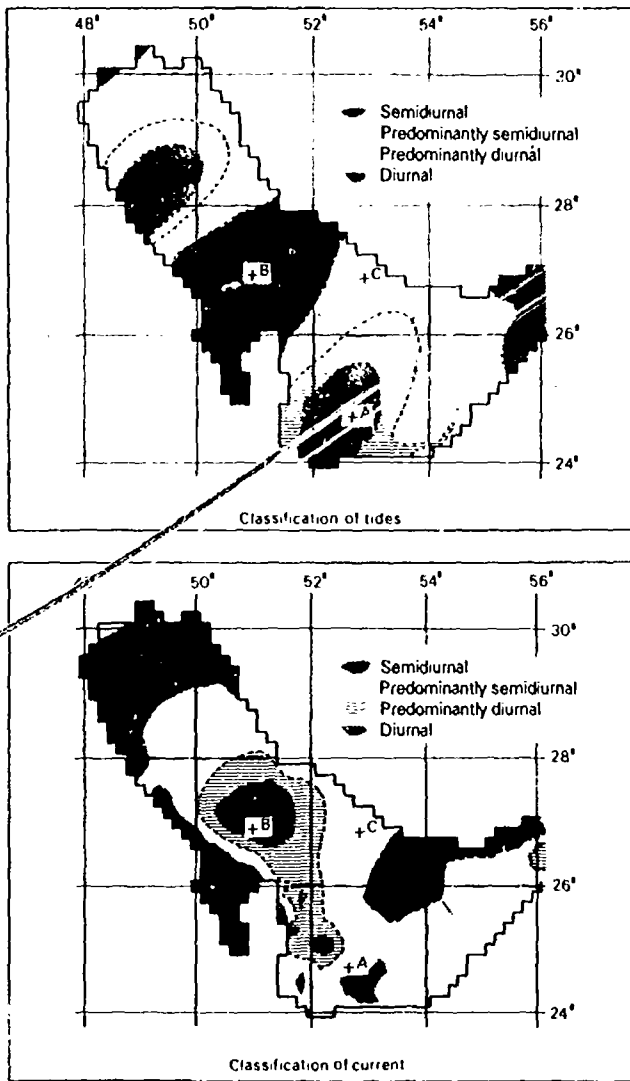 48° 50° 52° 54° 56°
30°
Semidiurnal
Predominantly semidiurnal
Predominantly diurnal
Diurnal
28°
+B
+C
26°
+A
24°
Classification of tides
50° 52° 54° 56°
30°
Semidiurnal
Predominantly semidiurnal
Predominantly diurnal
Diurnal
28°
+B
+C
26°
+A
24°
Classification of current